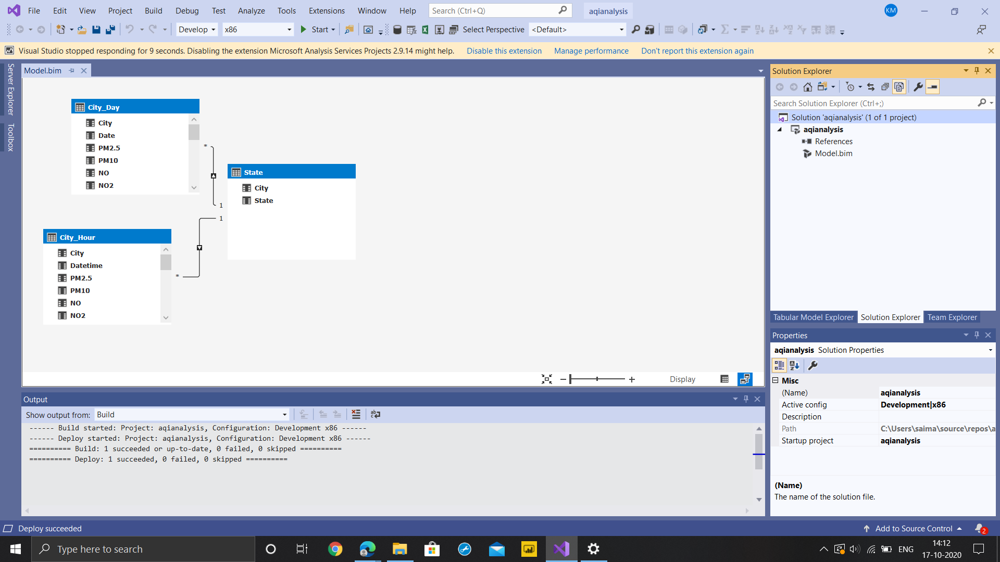 File Edit View Project Build Debug Test Analyze Tools Extensions Window Help Search (Ctrl+Q) aqianalysis KM
Develop x86 Start Select Perspective <Default>
Visual Studio stopped responding for 9 seconds. Disabling the extension Microsoft Analysis Services Projects 2.9.14 might help. Disable this extension Manage performance Don't report this extension again
Server Explorer
Toolbox
Model.bim
City_Day
City
Date
PM2.5
PM10
NO
NO2
*
1
State
City
State
1
*
City_Hour
City
Datetime
PM2.5
PM10
NO
NO2
Display
Output
Show output from: Build
------ Build started: Project: aqianalysis, Configuration: Development x86 ------
------ Deploy started: Project: aqianalysis, Configuration: Development x86 ------
========== Build: 1 succeeded or up-to-date, 0 failed, 0 skipped ==========
========== Deploy: 1 succeeded, 0 failed, 0 skipped ==========
Solution Explorer
Search Solution Explorer (Ctrl+;)
Solution 'aqianalysis' (1 of 1 project)
aqianalysis
References
Model.bim
Tabular Model Explorer Solution Explorer Team Explorer
Properties
aqianalysis Solution Properties
Misc
(Name) aqianalysis
Active config Development|x86
Description
Path C:\Users\saima\source\repos\a
Startup project aqianalysis
(Name)
The name of the solution file.
Deploy succeeded
Add to Source Control 2
Type here to search
ENG
14:12
17-10-2020